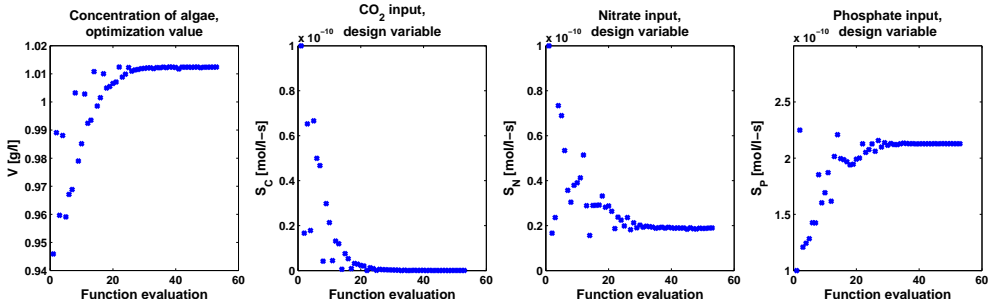 Concentration of algae,
optimization value
V [g/l]
1.02
1.01
1
0.99
0.98
0.97
0.96
0.95
0.94
0 20 40 60
Function evaluation
CO2 input,
design variable
x 10−10
S_C [mol/l−s]
1
0.8
0.6
0.4
0.2
0
0 20 40 60
Function evaluation
Nitrate input,
design variable
x 10−10
S_N [mol/l−s]
1
0.8
0.6
0.4
0.2
0
0 20 40 60
Function evaluation
Phosphate input,
design variable
x 10−10
S_P [mol/l−s]
2.5
2
1.5
1
0 20 40 60
Function evaluation